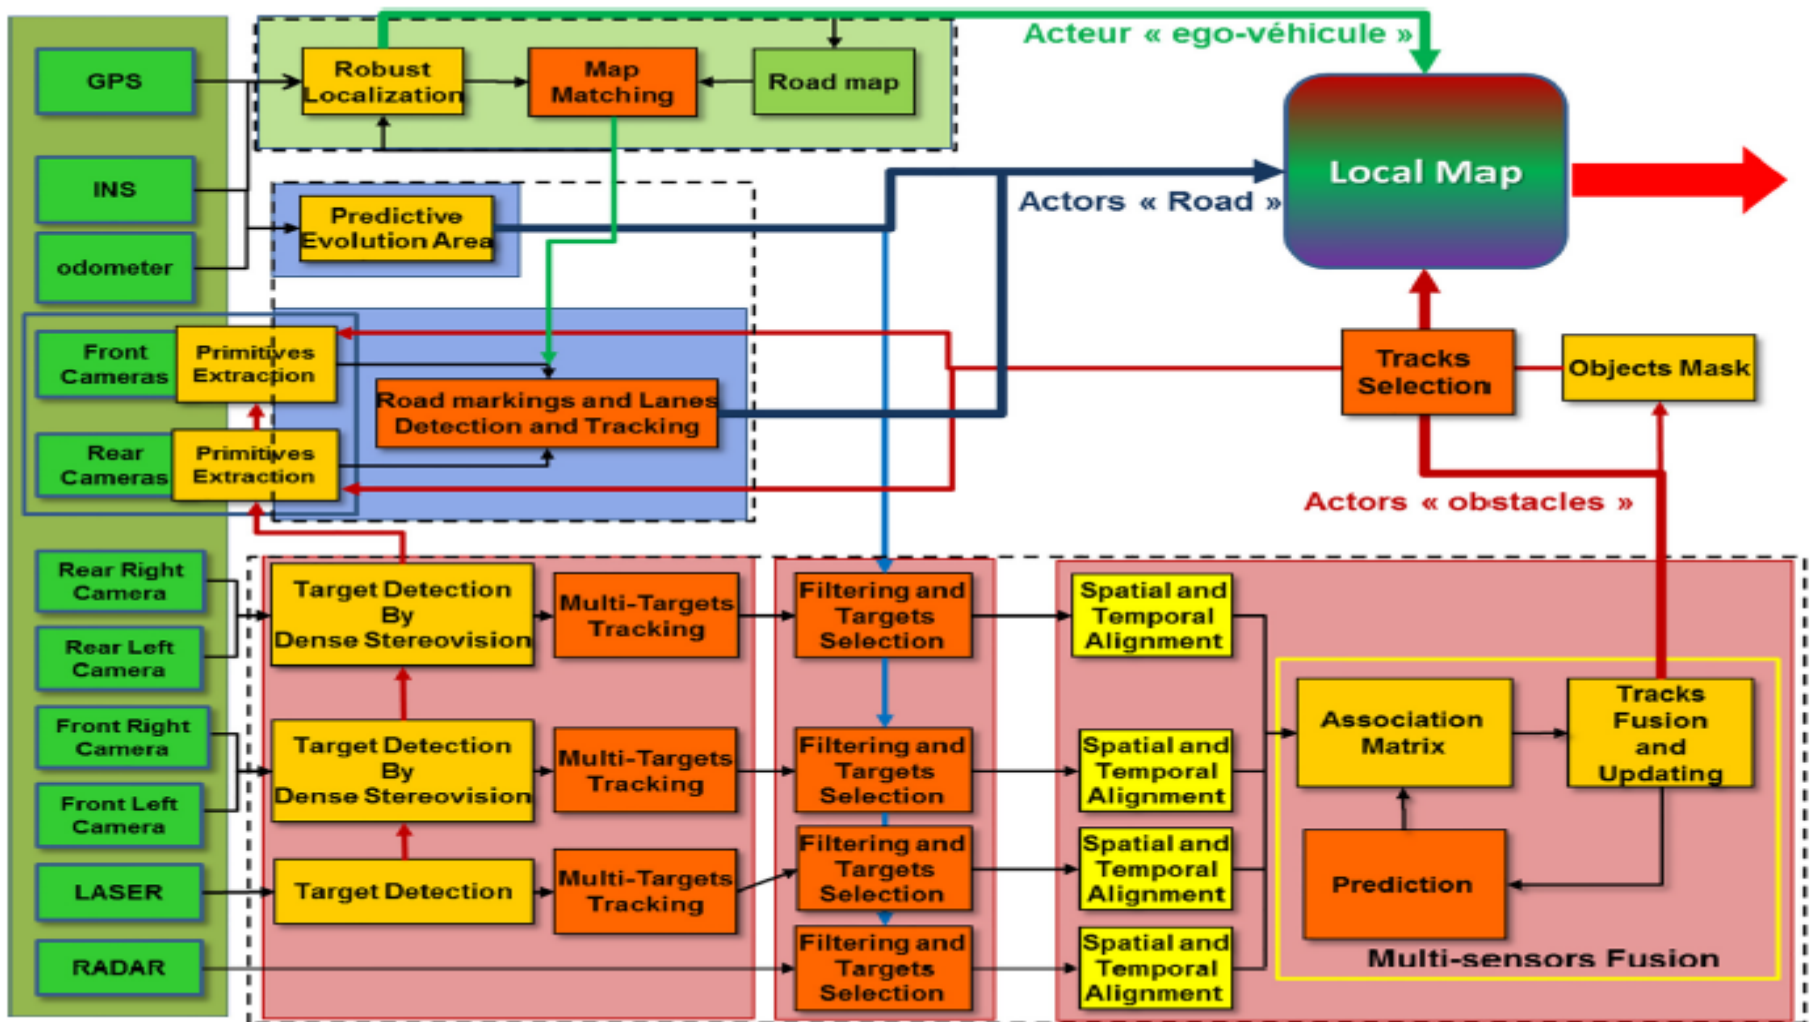 GPS
INS
odometer
Front
Cameras
Rear
Cameras
Rear Right
Camera
Rear Left
Camera
Front Right
Camera
Front Left
Camera
LASER
RADAR
Robust
Localization
Map
Matching
Road map
Acteur « ego-véhicule »
Predictive
Evolution Area
Actors « Road »
Local Map
Primitives
Extraction
Primitives
Extraction
Road markings and Lanes
Detection and Tracking
Tracks
Selection
Objects Mask
Actors « obstacles »
Target Detection
By
Dense Stereovision
Multi-Targets
Tracking
Filtering and
Targets
Selection
Spatial and
Temporal
Alignment
Target Detection
By
Dense Stereovision
Multi-Targets
Tracking
Filtering and
Targets
Selection
Spatial and
Temporal
Alignment
Target Detection
Multi-Targets
Tracking
Filtering and
Targets
Selection
Spatial and
Temporal
Alignment
Filtering and
Targets
Selection
Spatial and
Temporal
Alignment
Association
Matrix
Tracks
Fusion
and
Updating
Prediction
Multi-sensors Fusion